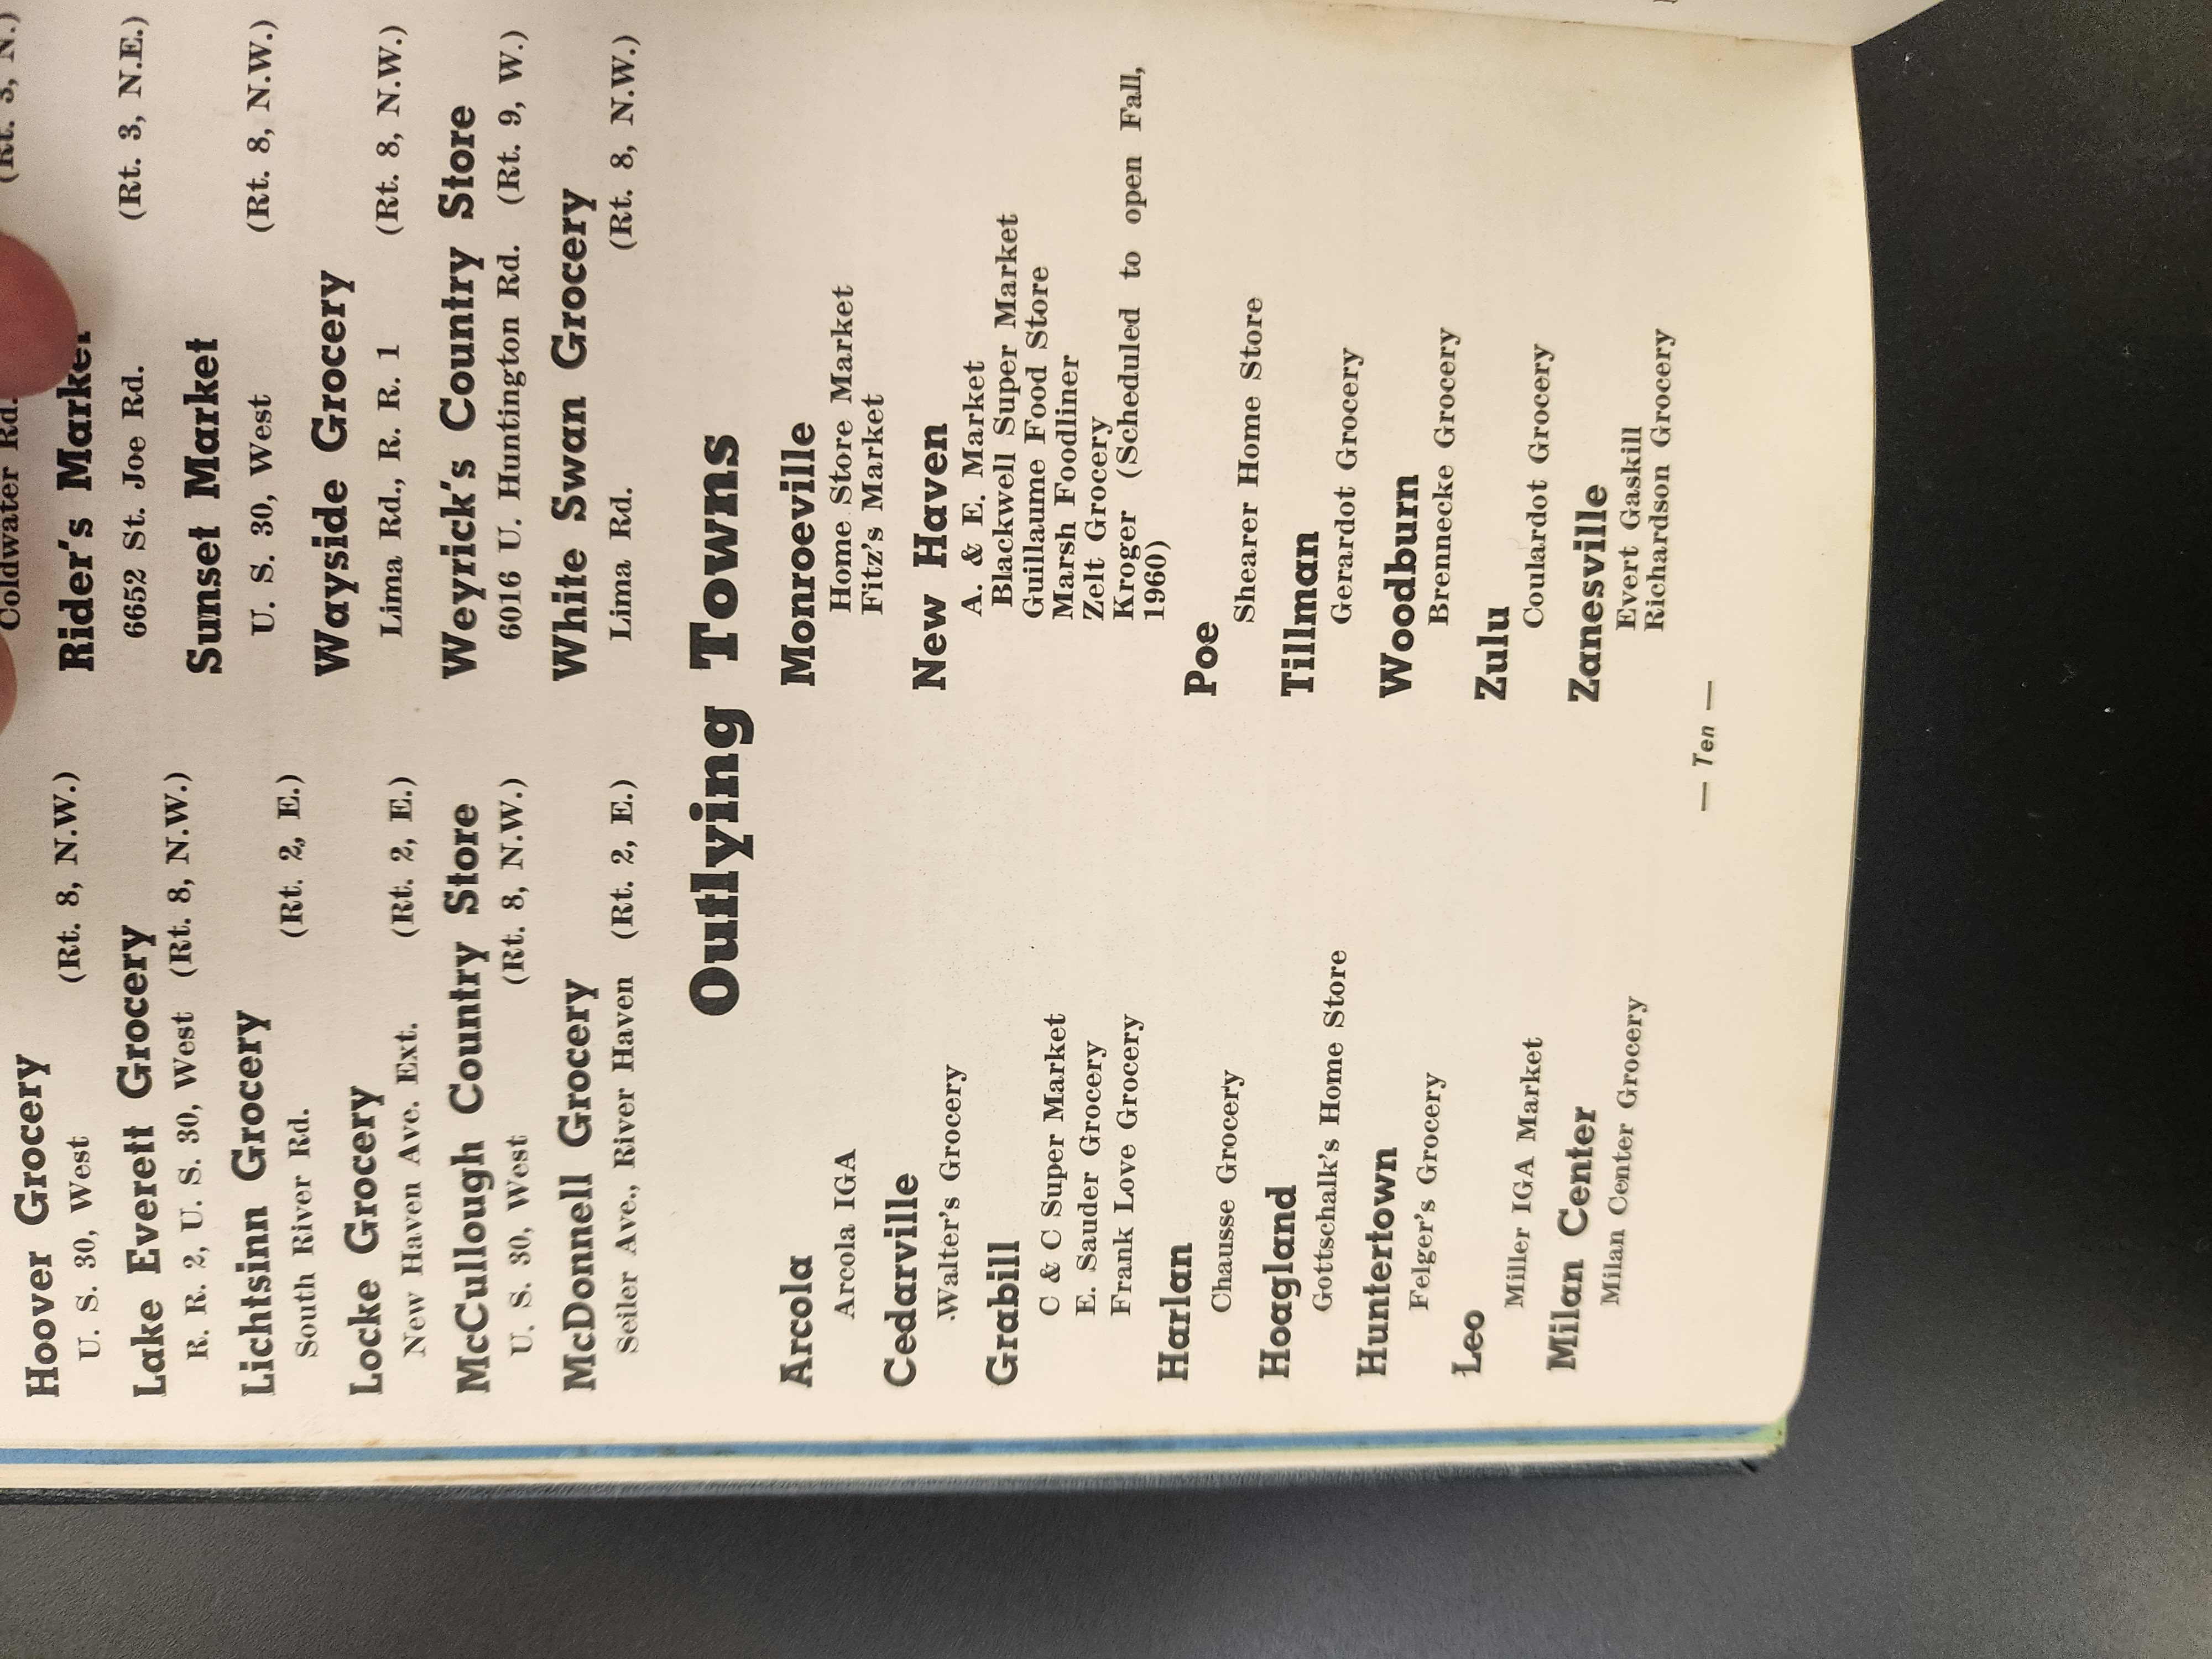 Hoover Grocery
U. S. 30, West (Rt. 8, N.W.)
Lake Everett Grocery
R. R. 2, U. S. 30, West (Rt. 8, N.W.)
Lichtsinn Grocery
South River Rd. (Rt. 2, E.)
Locke Grocery
New Haven Ave. Ext. (Rt. 2, E.)
McCullough Country Store
U. S. 30, West (Rt. 8, N.W.)
McDonnell Grocery
Seiler Ave., River Haven (Rt. 2, E.)
Coldwater Rd. (Rt. 3, N.)
Rider's Market
6652 St. Joe Rd. (Rt. 3, N.E.)
Sunset Market
U. S. 30, West (Rt. 8, N.W.)
Wayside Grocery
Lima Rd., R. R. 1 (Rt. 8, N.W.)
Weyrick's Country Store
6016 U. Huntington Rd. (Rt. 9, W.)
White Swan Grocery
Lima Rd. (Rt. 8, N.W.)
Outlying Towns
Arcola
Arcola IGA
Cedarville
Walter's Grocery
Grabill
C & C Super Market
E. Sauder Grocery
Frank Love Grocery
Harlan
Chausse Grocery
Hoagland
Gottschalk's Home Store
Huntertown
Felger's Grocery
Leo
Miller IGA Market
Milan Center
Milan Center Grocery
Monroeville
Home Store Market
Fitz's Market
New Haven
A. & E. Market
Blackwell Super Market
Guillaume Food Store
Marsh Foodliner
Zelt Grocery
Kroger (Scheduled to open Fall,
1960)
Poe
Shearer Home Store
Tillman
Gerardot Grocery
Woodburn
Brennecke Grocery
Zulu
Coulardot Grocery
Zanesville
Evert Gaskill
Richardson Grocery
— Ten —